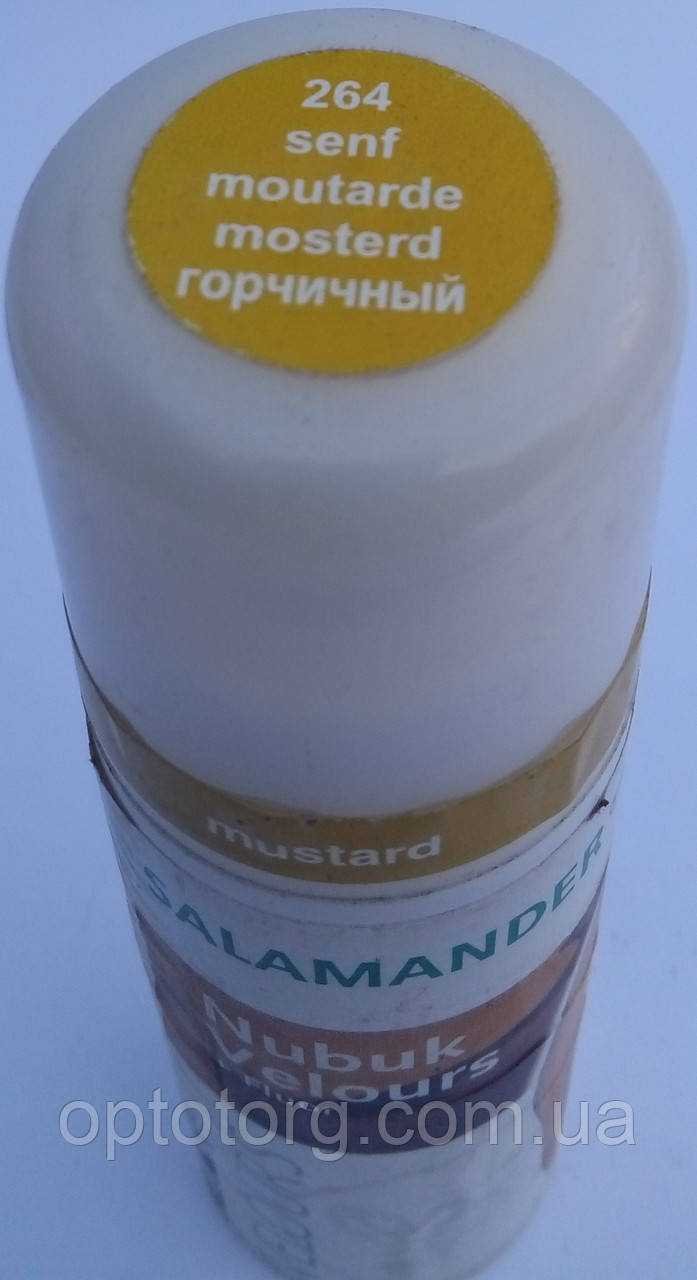 264
senf
moutarde
mosterd
горчичный
mustard
SALAMANDER
Nubuk
Velours
optotorg.com.ua